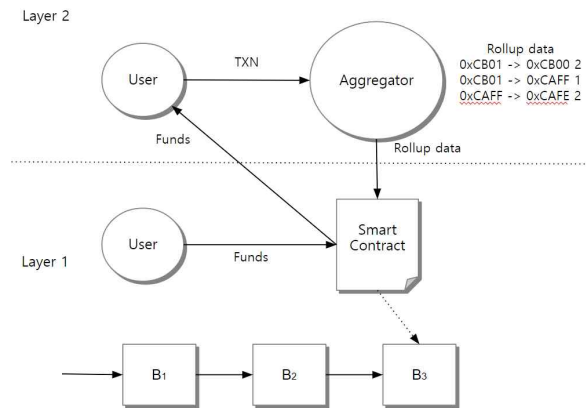 Layer 2
User
TXN
Aggregator
Rollup data
0xCB01 -> 0xCB00 2
0xCB01 -> 0xCAFF 1
0xCAFF -> 0xCAFE 2
Funds
Rollup data
User
Funds
Smart
Contract
Layer 1
B1
B2
B3